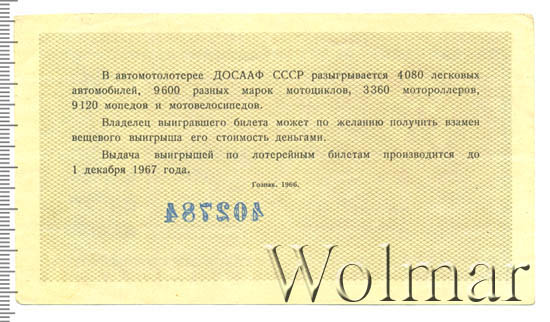 В автомотолотерее ДОСААФ СССР разыгрывается 4080 легковых
автомобилей, 9600 разных марок мотоциклов, 3360 мотороллеров,
9120 мопедов и мотовелосипедов.
Владелец выигравшего билета может по желанию получить взамен
вещевого выигрыша его стоимость деньгами.
Выдача выигрышей по лотерейным билетам производится до
1 декабря 1967 года.
Гознак. 1966.
402784
Wolmar